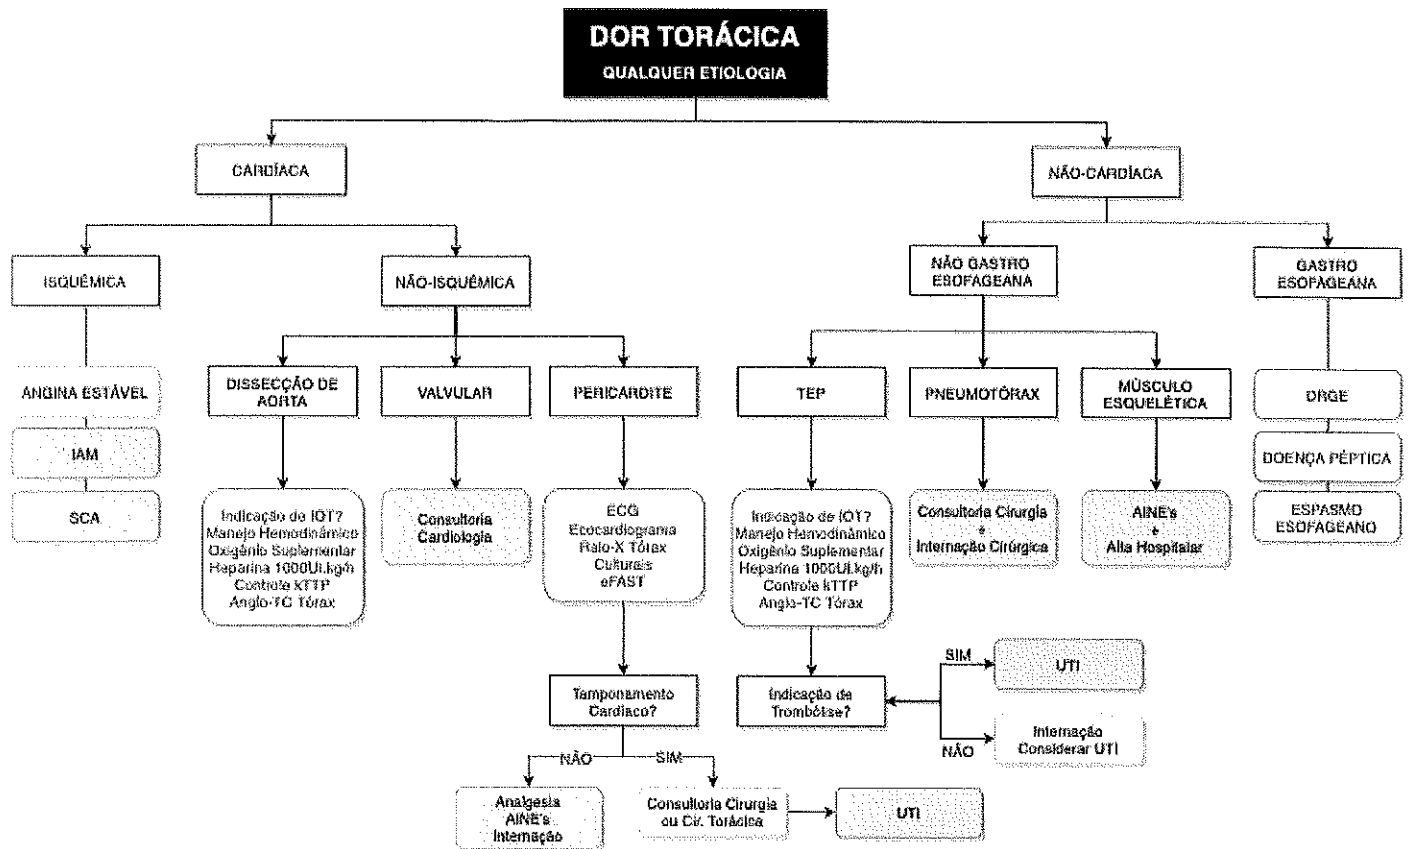 DOR TORÁCICA
QUALQUER ETIOLOGIA
CARDÍACA
NÃO-CARDÍACA
ISQUÊMICA
NÃO-ISQUÊMICA
NÃO GASTRO
ESOFAGEANA
GASTRO
ESOFAGEANA
ANGINA ESTÁVEL
IAM
SCA
DISSECÇÃO DE
AORTA
VALVULAR
PERICARDITE
TEP
PNEUMOTÓRAX
MÚSCULO
ESQUELÉTICA
DRGE
DOENÇA PÉPTICA
ESPASMO
ESOFAGEANO
Indicação de IOT?
Manejo Hemodinâmico
Oxigênio Suplementar
Heparina 1000UI.kg/h
Controle kTTP
Angio-TC Tórax
Consultoria
Cardiologia
ECG
Ecocardiograma
Raio-X Tórax
Culturais
eFAST
Indicação de IOT?
Manejo Hemodinâmico
Oxigênio Suplementar
Heparina 1000UI.kg/h
Controle kTTP
Angio-TC Tórax
Consultoria Cirurgia
e
Internação Cirúrgica
AINE's
e
Alta Hospitalar
Tamponamento
Cardíaco?
Indicação de
Trombólise?
SIM
UTI
NÃO
Internação
Considerar UTI
NÃO
SIM
Analgesia
AINE's
Internação
Consultoria Cirurgia
ou Cir. Torácica
UTI